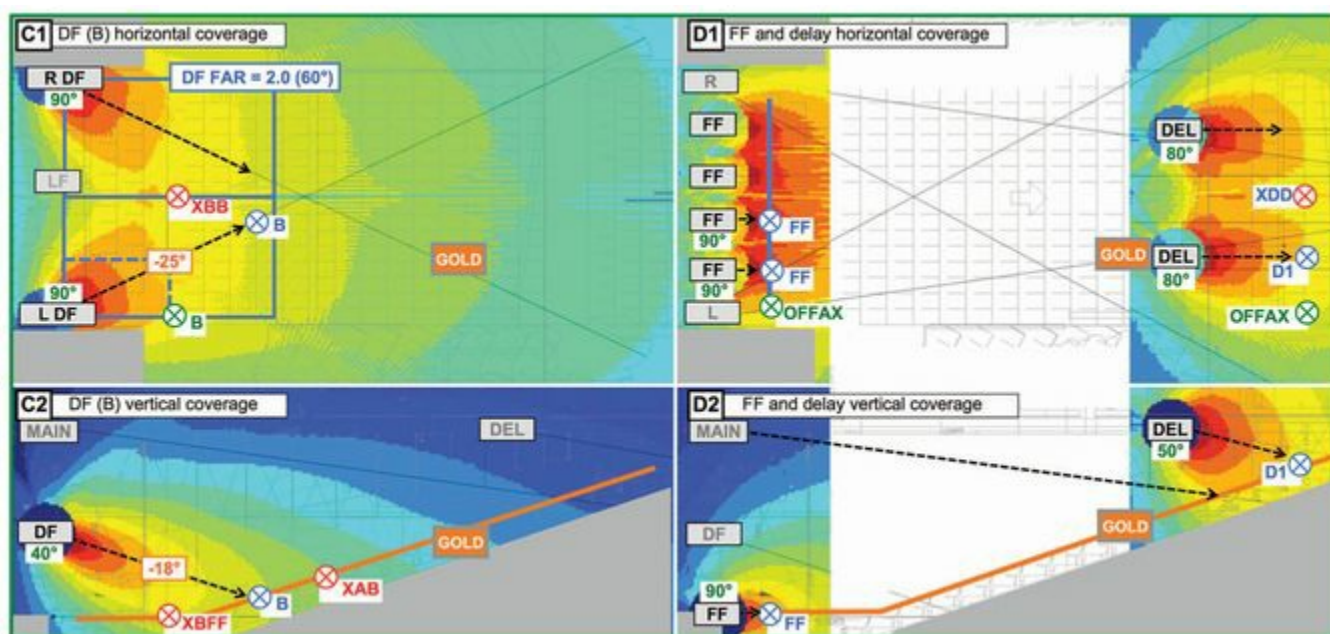 C1 DF (B) horizontal coverage
R DF
90°
DF FAR = 2.0 (60°)
LF
XBB
B
-25°
GOLD
90°
L DF
B
D1 FF and delay horizontal coverage
R
FF
DEL
80°
FF
XDD
FF
FF
90°
GOLD
DEL
80°
D1
FF
FF
90°
L
OFFAX
OFFAX
C2 DF (B) vertical coverage
MAIN
DEL
DF
40°
GOLD
-18°
XAB
B
XBFF
D2 FF and delay vertical coverage
MAIN
DEL
50°
D1
DF
GOLD
90°
FF
FF